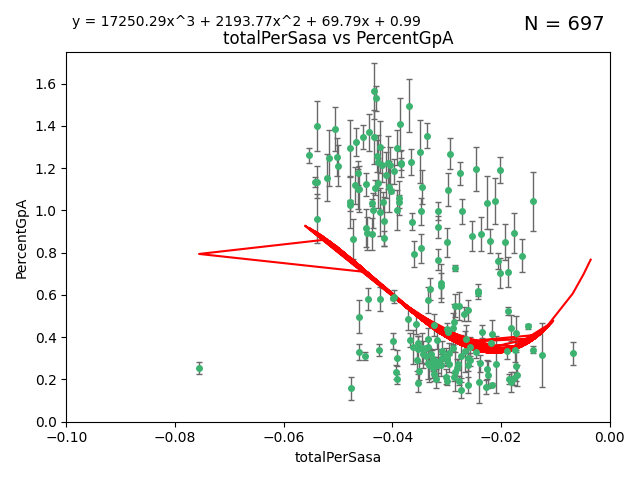 y = 17250.29x^3 + 2193.77x^2 + 69.79x + 0.99
N = 697
totalPerSasa vs PercentGpA
PercentGpA
1.6
1.4
1.2
1.0
0.8
0.6
0.4
0.2
0.0
−0.10 −0.08 −0.06 −0.04 −0.02 0.00
totalPerSasa